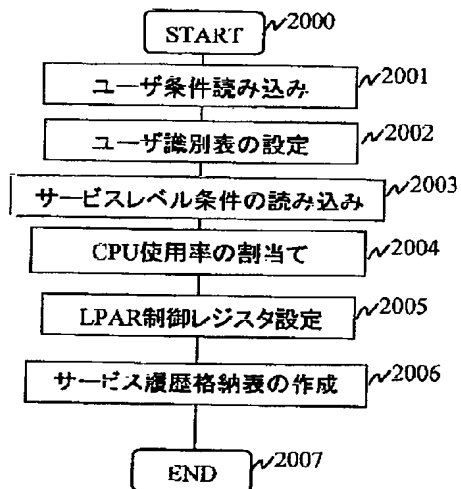 START 2000
ユーザ条件読み込み 2001
ユーザ識別表の設定 2002
サービスレベル条件の読み込み 2003
CPU使用率の割当て 2004
LPAR制御レジスタ設定 2005
サービス履歴格納表の作成 2006
END 2007